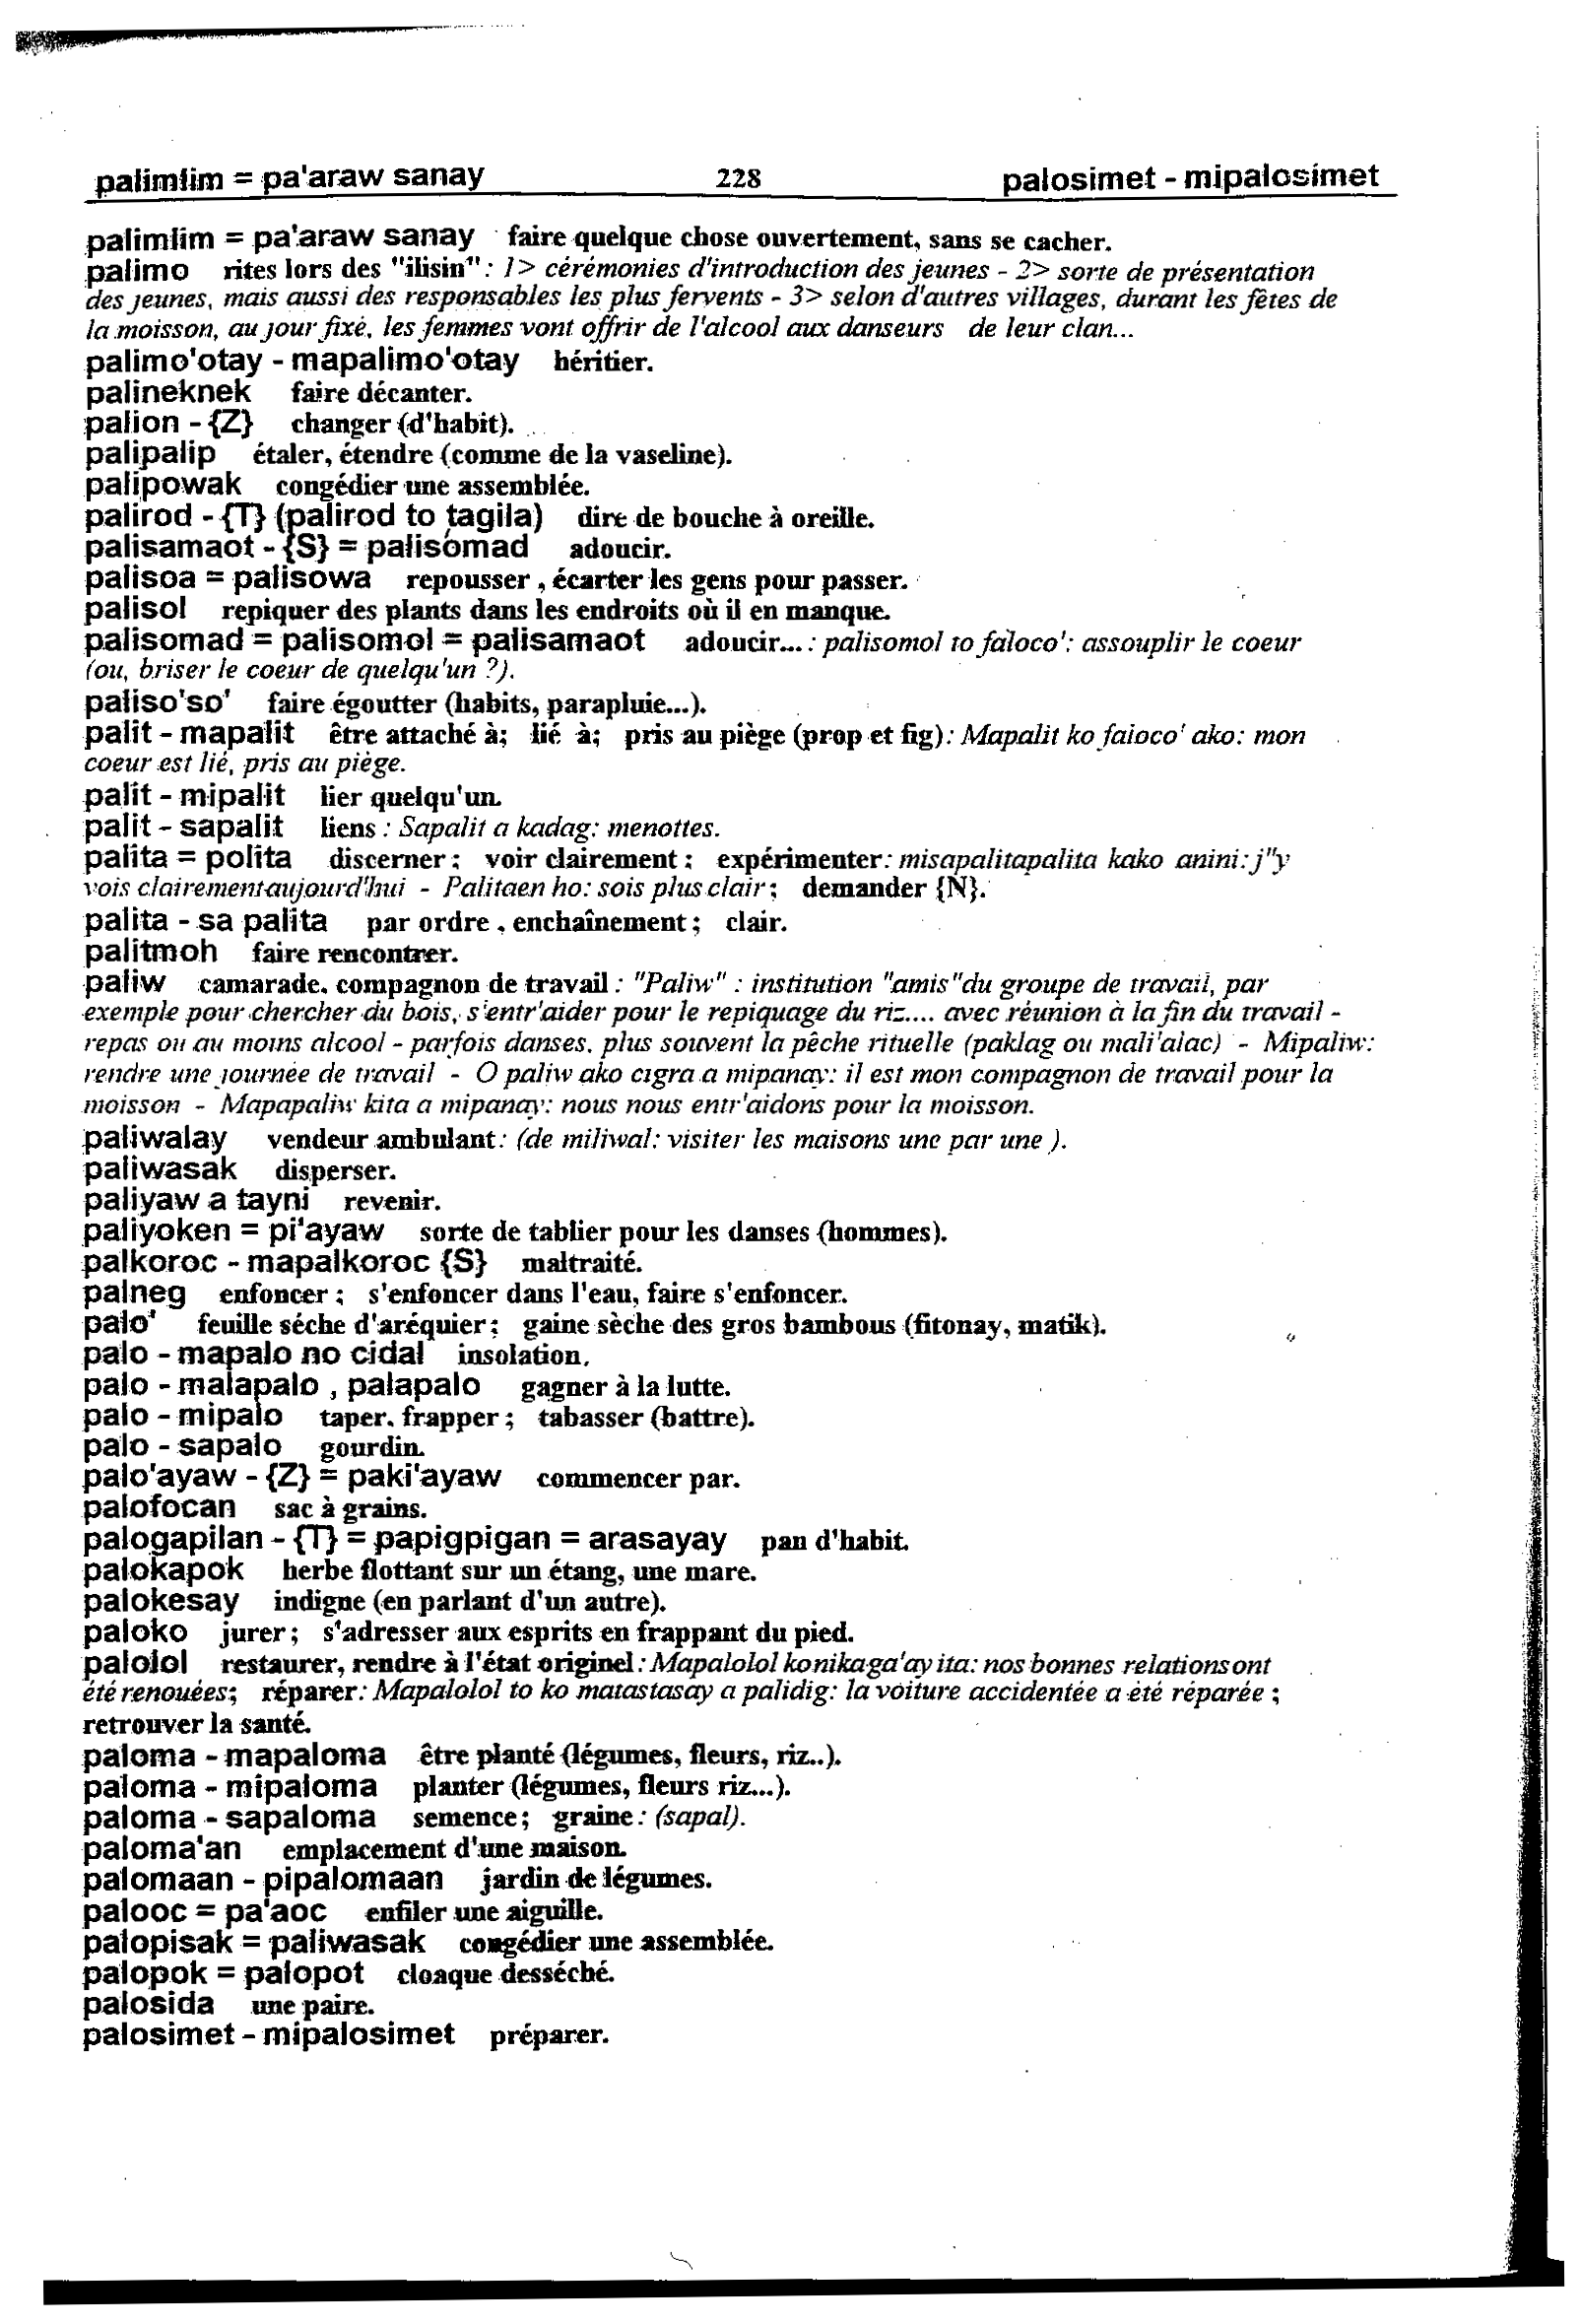 palimlim = pa'araw sanay 228 palosimet - mipalosimet
palimlim = pa'araw sanay faire quelque chose ouvertement, sans se cacher.
palimo rites lors des "ilisin" : 1> cérémonies d'introduction des jeunes - 2> sorte de présentation
des jeunes, mais aussi des responsables les plus fervents - 3> selon d'autres villages, durant les fêtes de
la moisson, au jour fixé, les femmes vont offrir de l'alcool aux danseurs de leur clan...
palimo'otay - mapalimo'otay héritier.
palineknek faire décanter.
palion - {Z} changer (d'habit).
palipalip étaler, étendre (comme de la vaseline).
palipowak congédier une assemblée.
palirod - {T} (palirod to tagila) dire de bouche à oreille.
palisamaot - {S} = palisomad adoucir.
palisoa = palisowa repousser , écarter les gens pour passer.
palisol repiquer des plants dans les endroits où il en manque.
palisomad = palisomol = palisamaot adoucir... : palisomol to faloco': assouplir le coeur
(ou, briser le coeur de quelqu'un ?).
paliso'so' faire égoutter (habits, parapluie...).
palit - mapalit être attaché à; lié à; pris au piège (prop et fig) : Mapalit ko faloco' ako: mon
coeur est lié, pris au piège.
palit - mipalit lier quelqu'un.
palit - sapalit liens : Sapalit a kadag: menottes.
palita = polita discerner ; voir clairement ; expérimenter : misapalitapalita kako anini: j"y
vois clairement aujourd'hui - Palitaen ho: sois plus clair ; demander {N}.
palita - sa palita par ordre , enchaînement ; clair.
palitmoh faire rencontrer.
paliw camarade, compagnon de travail : "Paliw" : institution "amis"du groupe de travail, par
exemple pour chercher du bois, s'entr'aider pour le repiquage du riz.... avec réunion à la fin du travail -
repas ou au moins alcool - parfois danses, plus souvent la pêche rituelle (paklag ou mali'alac) - Mipaliw:
rendre une journée de travail - O paliw ako cigra a mipanay: il est mon compagnon de travail pour la
moisson - Mapapaliw kita a mipanay: nous nous entr'aidons pour la moisson.
paliwalay vendeur ambulant : (de miliwal: visiter les maisons une par une ).
paliwasak disperser.
paliyaw a tayni revenir.
paliyoken = pi'ayaw sorte de tablier pour les danses (hommes).
palkoroc - mapalkoroc {S} maltraité.
palneg enfoncer ; s'enfoncer dans l'eau, faire s'enfoncer.
palo' feuille séche d'aréquier ; gaine sèche des gros bambous (fitonay, matik).
palo - mapalo no cidal insolation.
palo - malapalo , palapalo gagner à la lutte.
palo - mipalo taper, frapper ; tabasser (battre).
palo - sapalo gourdin.
palo'ayaw - {Z} = paki'ayaw commencer par.
palofocan sac à grains.
palogapilan - {T} = papigpigan = arasayay pan d'habit.
palokapok herbe flottant sur un étang, une mare.
palokesay indigne (en parlant d'un autre).
paloko jurer ; s'adresser aux esprits en frappant du pied.
palolol restaurer, rendre à l'état originel : Mapalolol ko nika ga'ay ita: nos bonnes relations ont
été renouées ; réparer : Mapalolol to ko matastasay a palidig: la voiture accidentée a été réparée ;
retrouver la santé.
paloma - mapaloma être planté (légumes, fleurs, riz..).
paloma - mipaloma planter (légumes, fleurs riz...).
paloma - sapaloma semence ; graine : (sapal).
paloma'an emplacement d'une maison.
palomaan - pipalomaan jardin de légumes.
palooc = pa'aoc enfiler une aiguille.
palopisak = paliwasak congédier une assemblée.
palopok = palopot cloaque desséché.
palosida une paire.
palosimet - mipalosimet préparer.